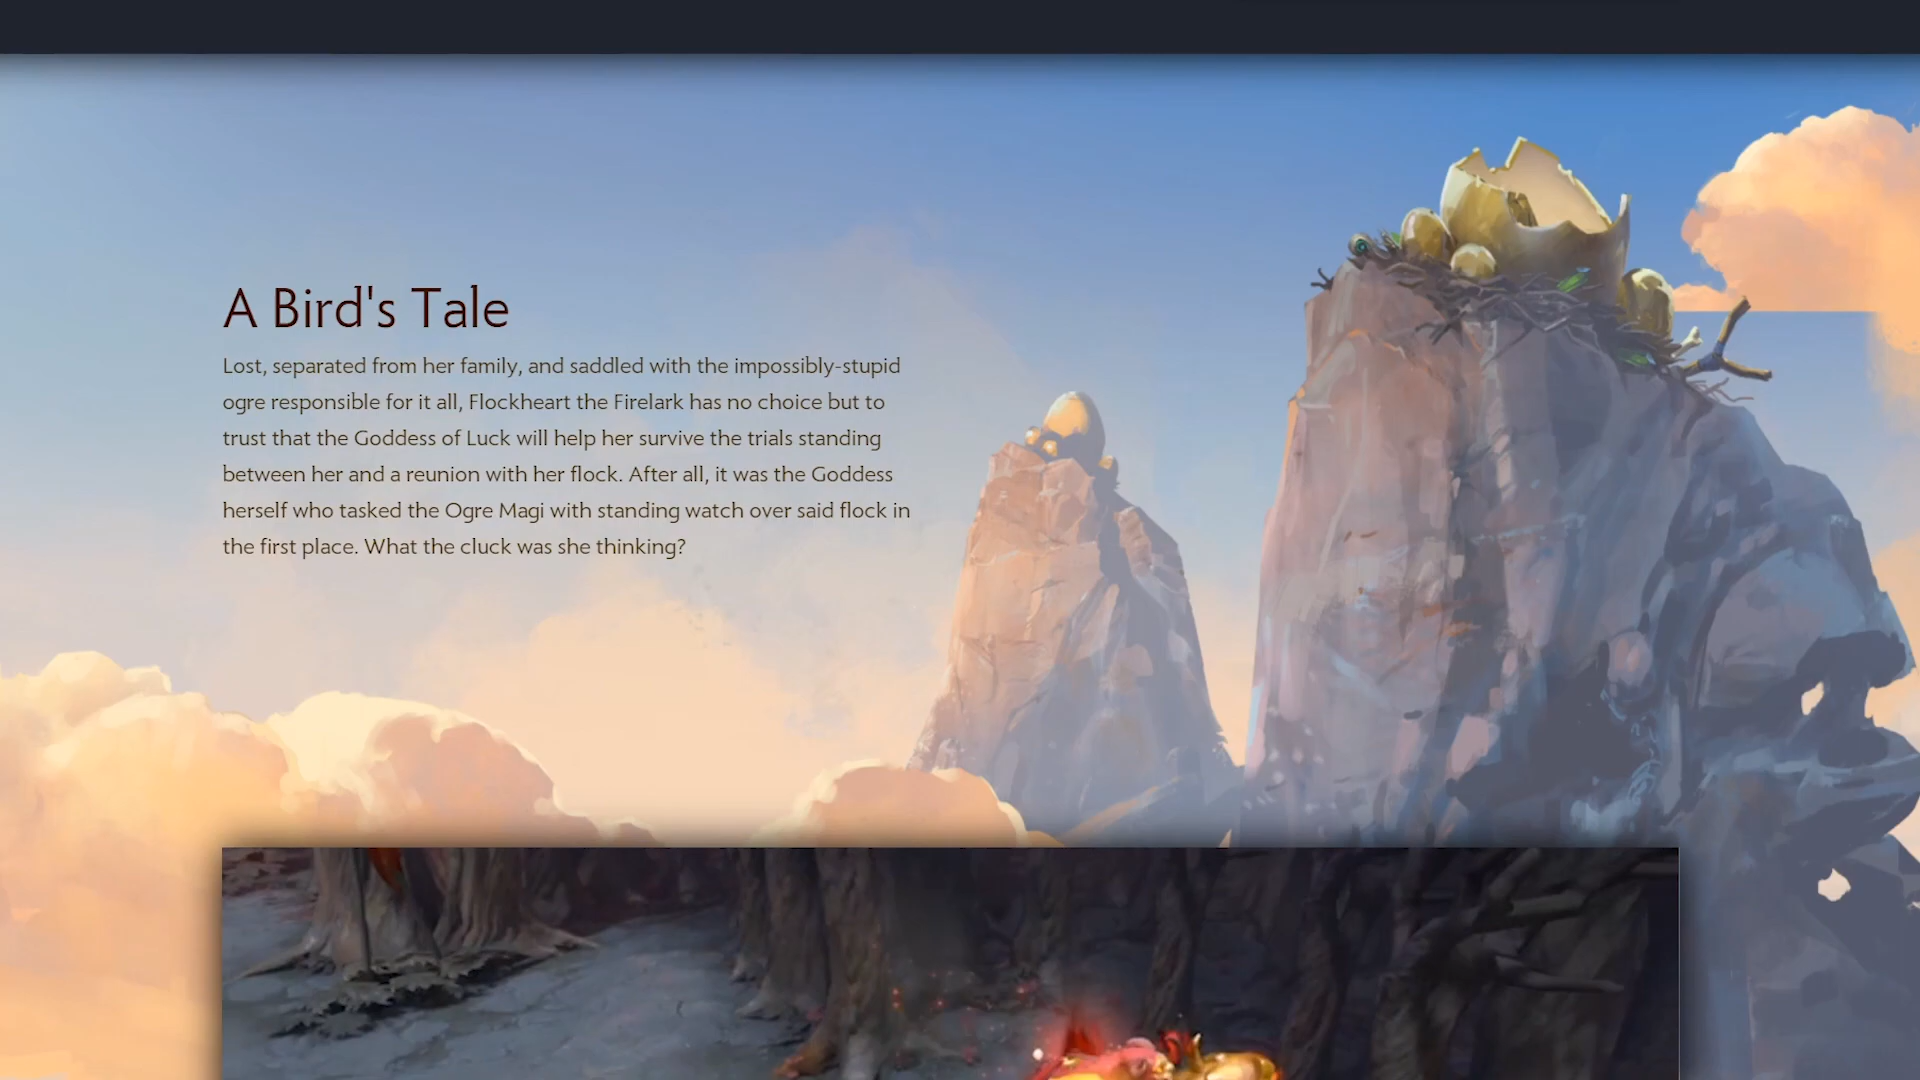 A Bird's Tale
Lost, separated from her family, and saddled with the impossibly-stupid
ogre responsible for it all, Flockheart the Firelark has no choice but to
trust that the Goddess of Luck will help her survive the trials standing
between her and a reunion with her flock. After all, it was the Goddess
herself who tasked the Ogre Magi with standing watch over said flock in
the first place. What the cluck was she thinking?